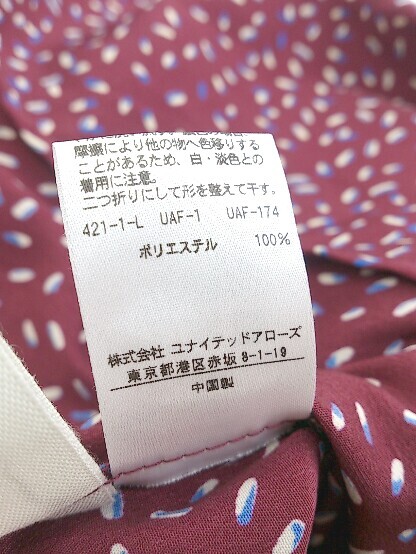 摩擦により他の物へ色移りする
ことがあるため、白・淡色との
着用に注意。
二つ折りにして形を整えて干す。
421-1-L UAF-1 UAF-174
ポリエステル 100%
株式会社 ユナイテッドアローズ
東京都港区赤坂 8-1-19
中国製